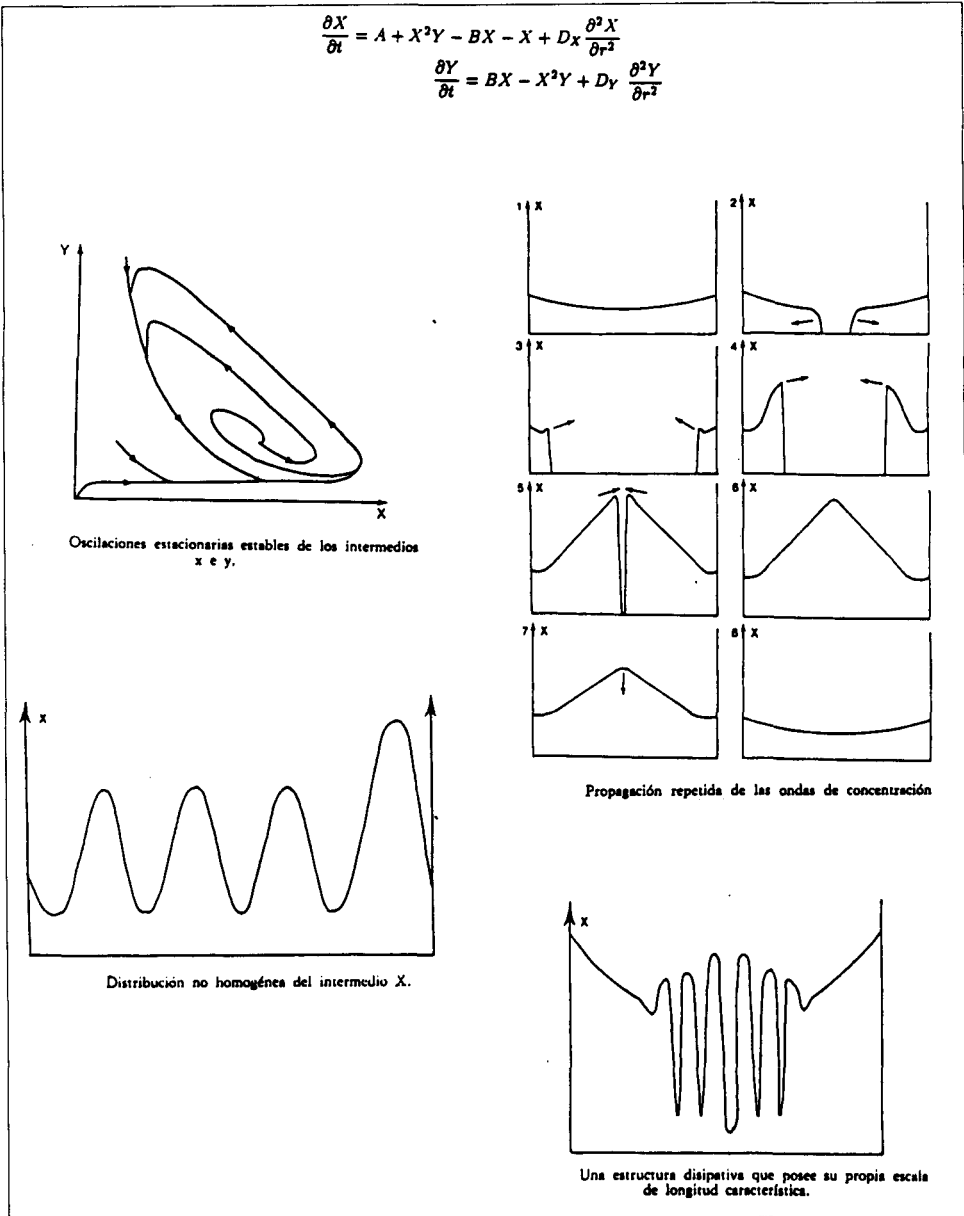 ∂X/∂t = A + X²Y − BX − X + D_X ∂²X/∂r²
∂Y/∂t = BX − X²Y + D_Y ∂²Y/∂r²
Y
X
Oscilaciones estacionarias estables de los intermedios
x e y.
1 X
2 X
3 X
4 X
5 X
6 X
7 X
8 X
Propagación repetida de las ondas de concentración
X
Distribución no homogénea del intermedio X.
X
Una estructura disipativa que posee su propia escala
de longitud característica.